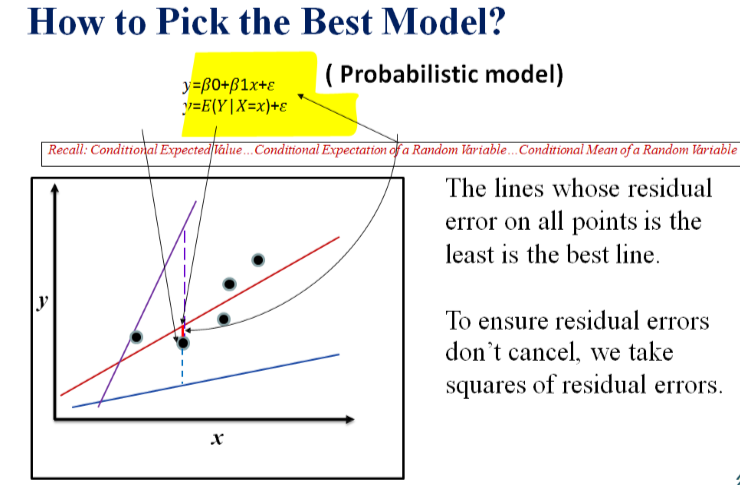 How to Pick the Best Model?
y=β0+β1x+ε
y=E(Y|X=x)+ε
( Probabilistic model)
Recall: Conditional Expected Value…Conditional Expectation of a Random Variable…Conditional Mean of a Random Variable
The lines whose residual
error on all points is the
least is the best line.
y
To ensure residual errors
don’t cancel, we take
squares of residual errors.
x